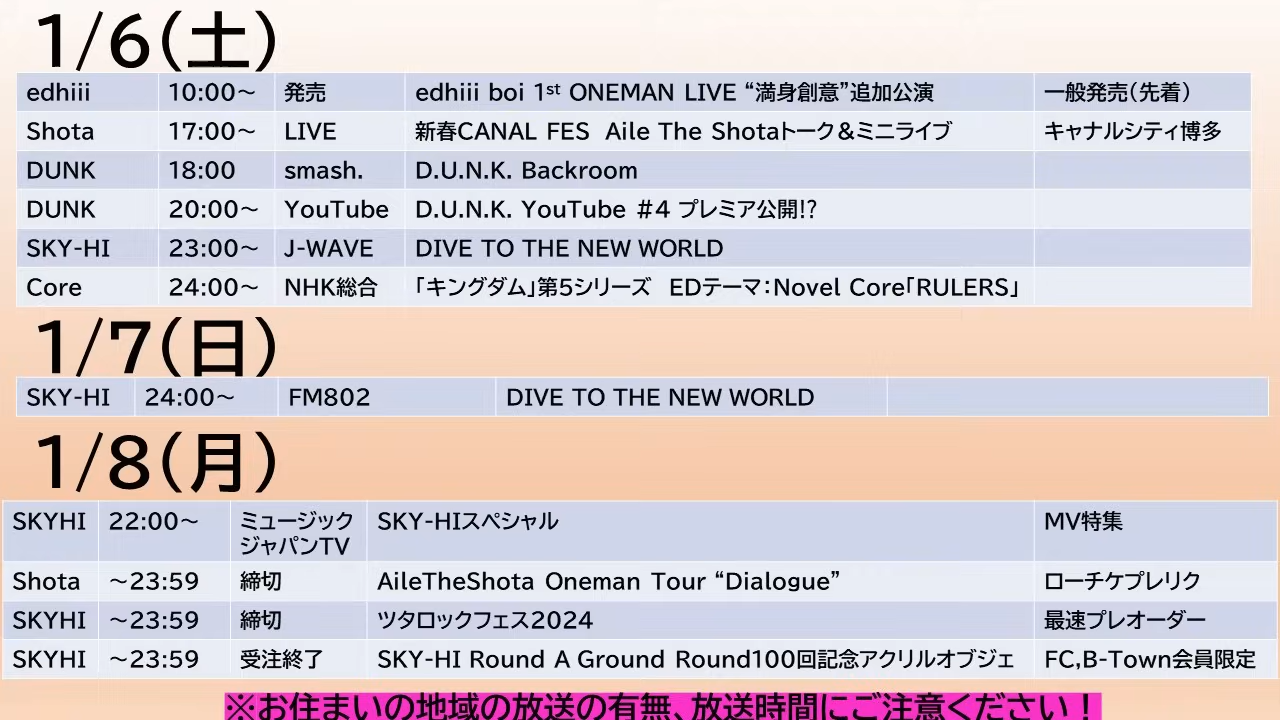 1/6(土)
edhiii 10:00～ 発売 edhiii boi 1st ONEMAN LIVE “満身創意”追加公演 一般発売(先着)
Shota 17:00～ LIVE 新春CANAL FES Aile The Shotaトーク＆ミニライブ キャナルシティ博多
DUNK 18:00 smash. D.U.N.K. Backroom
DUNK 20:00～ YouTube D.U.N.K. YouTube #4 プレミア公開!?
SKY-HI 23:00～ J-WAVE DIVE TO THE NEW WORLD
Core 24:00～ NHK総合 「キングダム」第5シリーズ EDテーマ：Novel Core「RULERS」
1/7(日)
SKY-HI 24:00～ FM802 DIVE TO THE NEW WORLD
1/8(月)
SKYHI 22:00～ ミュージック SKY-HIスペシャル MV特集
ジャパンTV
Shota ～23:59 締切 AileTheShota Oneman Tour “Dialogue” ローチケプレリク
SKYHI ～23:59 締切 ツタロックフェス2024 最速プレオーダー
SKYHI ～23:59 受注終了 SKY-HI Round A Ground Round100回記念アクリルオブジェ FC,B-Town会員限定
※お住まいの地域の放送の有無、放送時間にご注意ください！